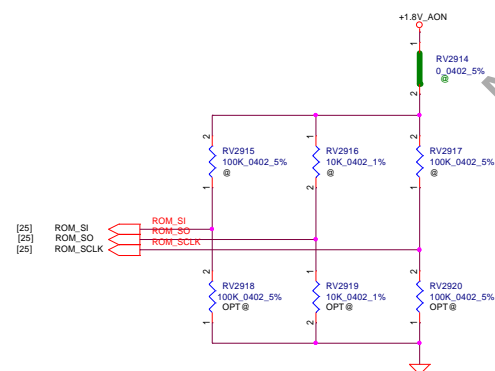 +1.8V_AON
1
RV2914
0_0402_5%
@
2
2
RV2915
100K_0402_5%
@
1
1
RV2916
10K_0402_1%
@
2
2
RV2917
100K_0402_5%
@
1
[25] ROM_SI ROM_SI
[25] ROM_SO ROM_SO
[25] ROM_SCLK ROM_SCLK
2
RV2918
100K_0402_5%
OPT@
1
1
RV2919
10K_0402_1%
OPT@
2
2
RV2920
100K_0402_5%
OPT@
1